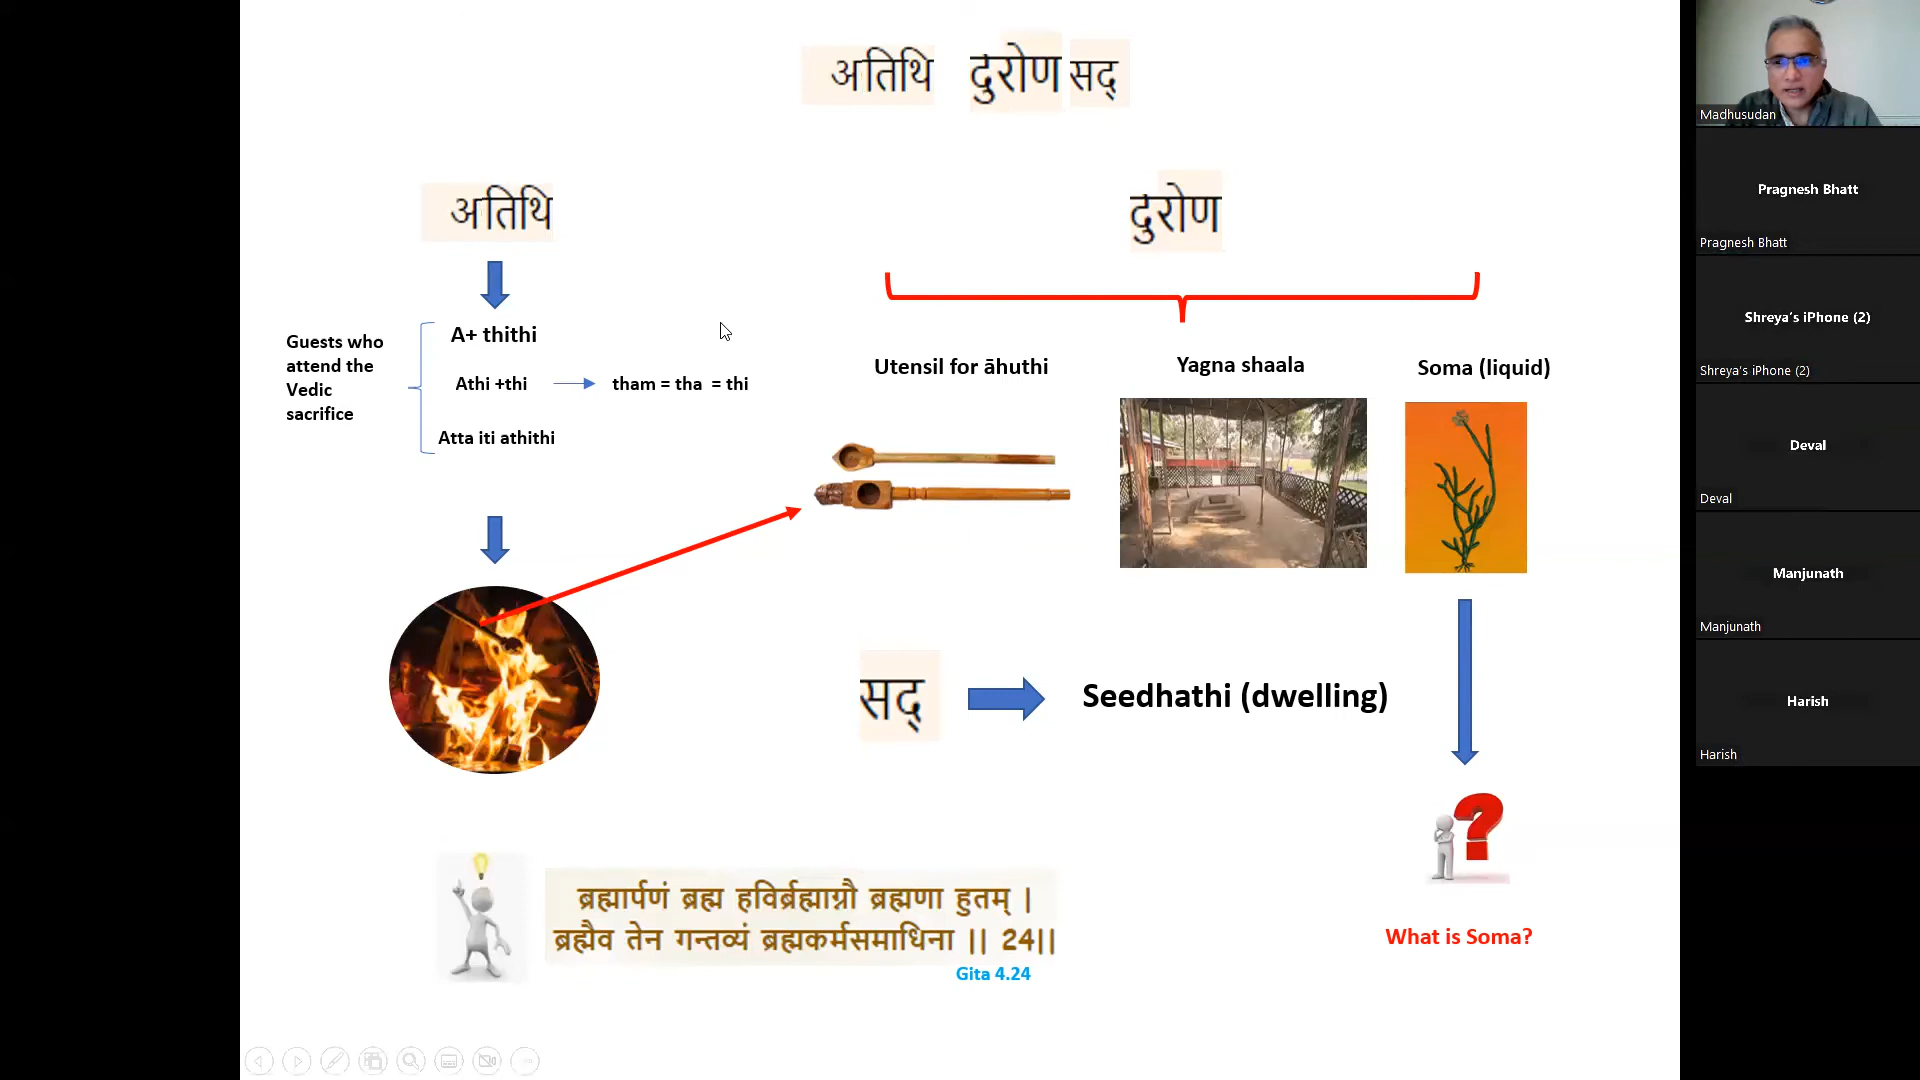 अतिथि दुरोण सद्
अतिथि
दुरोण
Guests who
attend the
Vedic
sacrifice
A+ thithi
Athi +thi
tham = tha = thi
Atta iti athithi
Utensil for āhuthi
Yagna shaala
Soma (liquid)
सद्
Seedhathi (dwelling)
ब्रह्मार्पणं ब्रह्म हविर्ब्रह्माग्नौ ब्रह्मणा हुतम् |
ब्रह्मैव तेन गन्तव्यं ब्रह्मकर्मसमाधिना || 24||
Gita 4.24
?
What is Soma?
Madhusudan
Pragnesh Bhatt
Pragnesh Bhatt
Shreya's iPhone (2)
Shreya's iPhone (2)
Deval
Deval
Manjunath
Manjunath
Harish
Harish